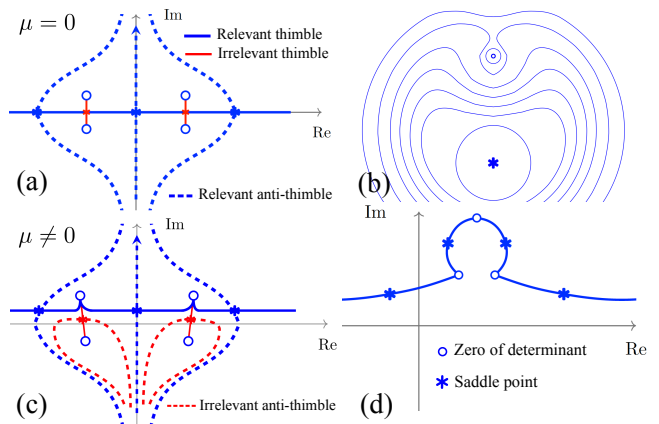 μ = 0
Im
Relevant thimble
Irrelevant thimble
Re
(a)
Relevant anti-thimble
(b)
μ ≠ 0
Im
Re
(c)
Irrelevant anti-thimble
Im
Re
Zero of determinant
Saddle point
(d)